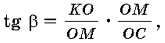 tg β = KO/OM · OM/OC,